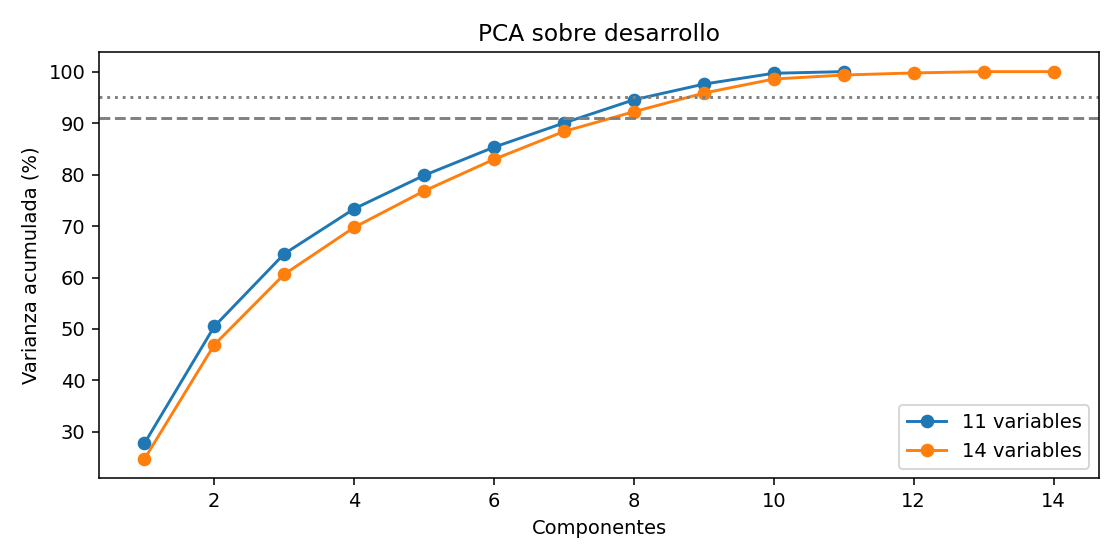 PCA sobre desarrollo
Varianza acumulada (%)
100
90
80
70
60
50
40
30
2 4 6 8 10 12 14
Componentes
11 variables
14 variables